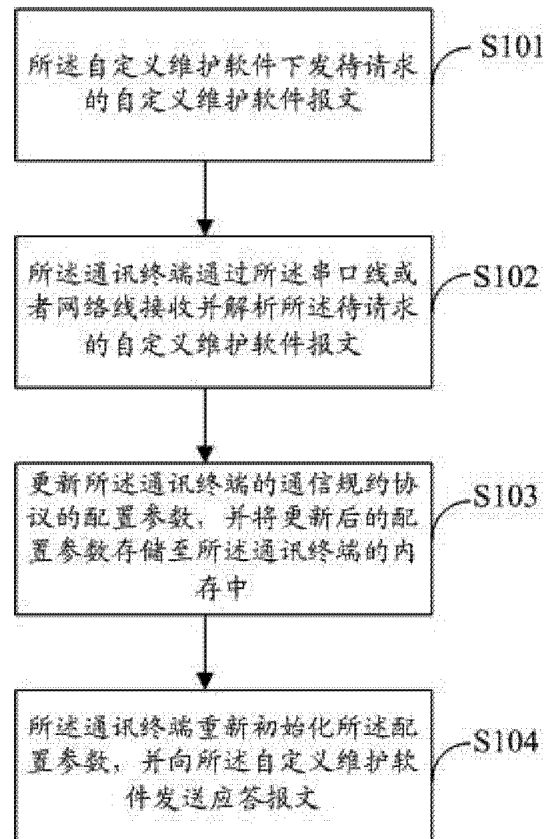 所述自定义维护软件下发待请求
的自定义维护软件报文
S101
所述通讯终端通过所述串口线或
者网络线接收并解析所述待请求
的自定义维护软件报文
S102
更新所述通讯终端的通信规约协
议的配置参数，并将更新后的配
置参数存储至所述通讯终端的内
存中
S103
所述通讯终端重新初始化所述配
置参数，并向所述自定义维护软
件发送应答报文
S104